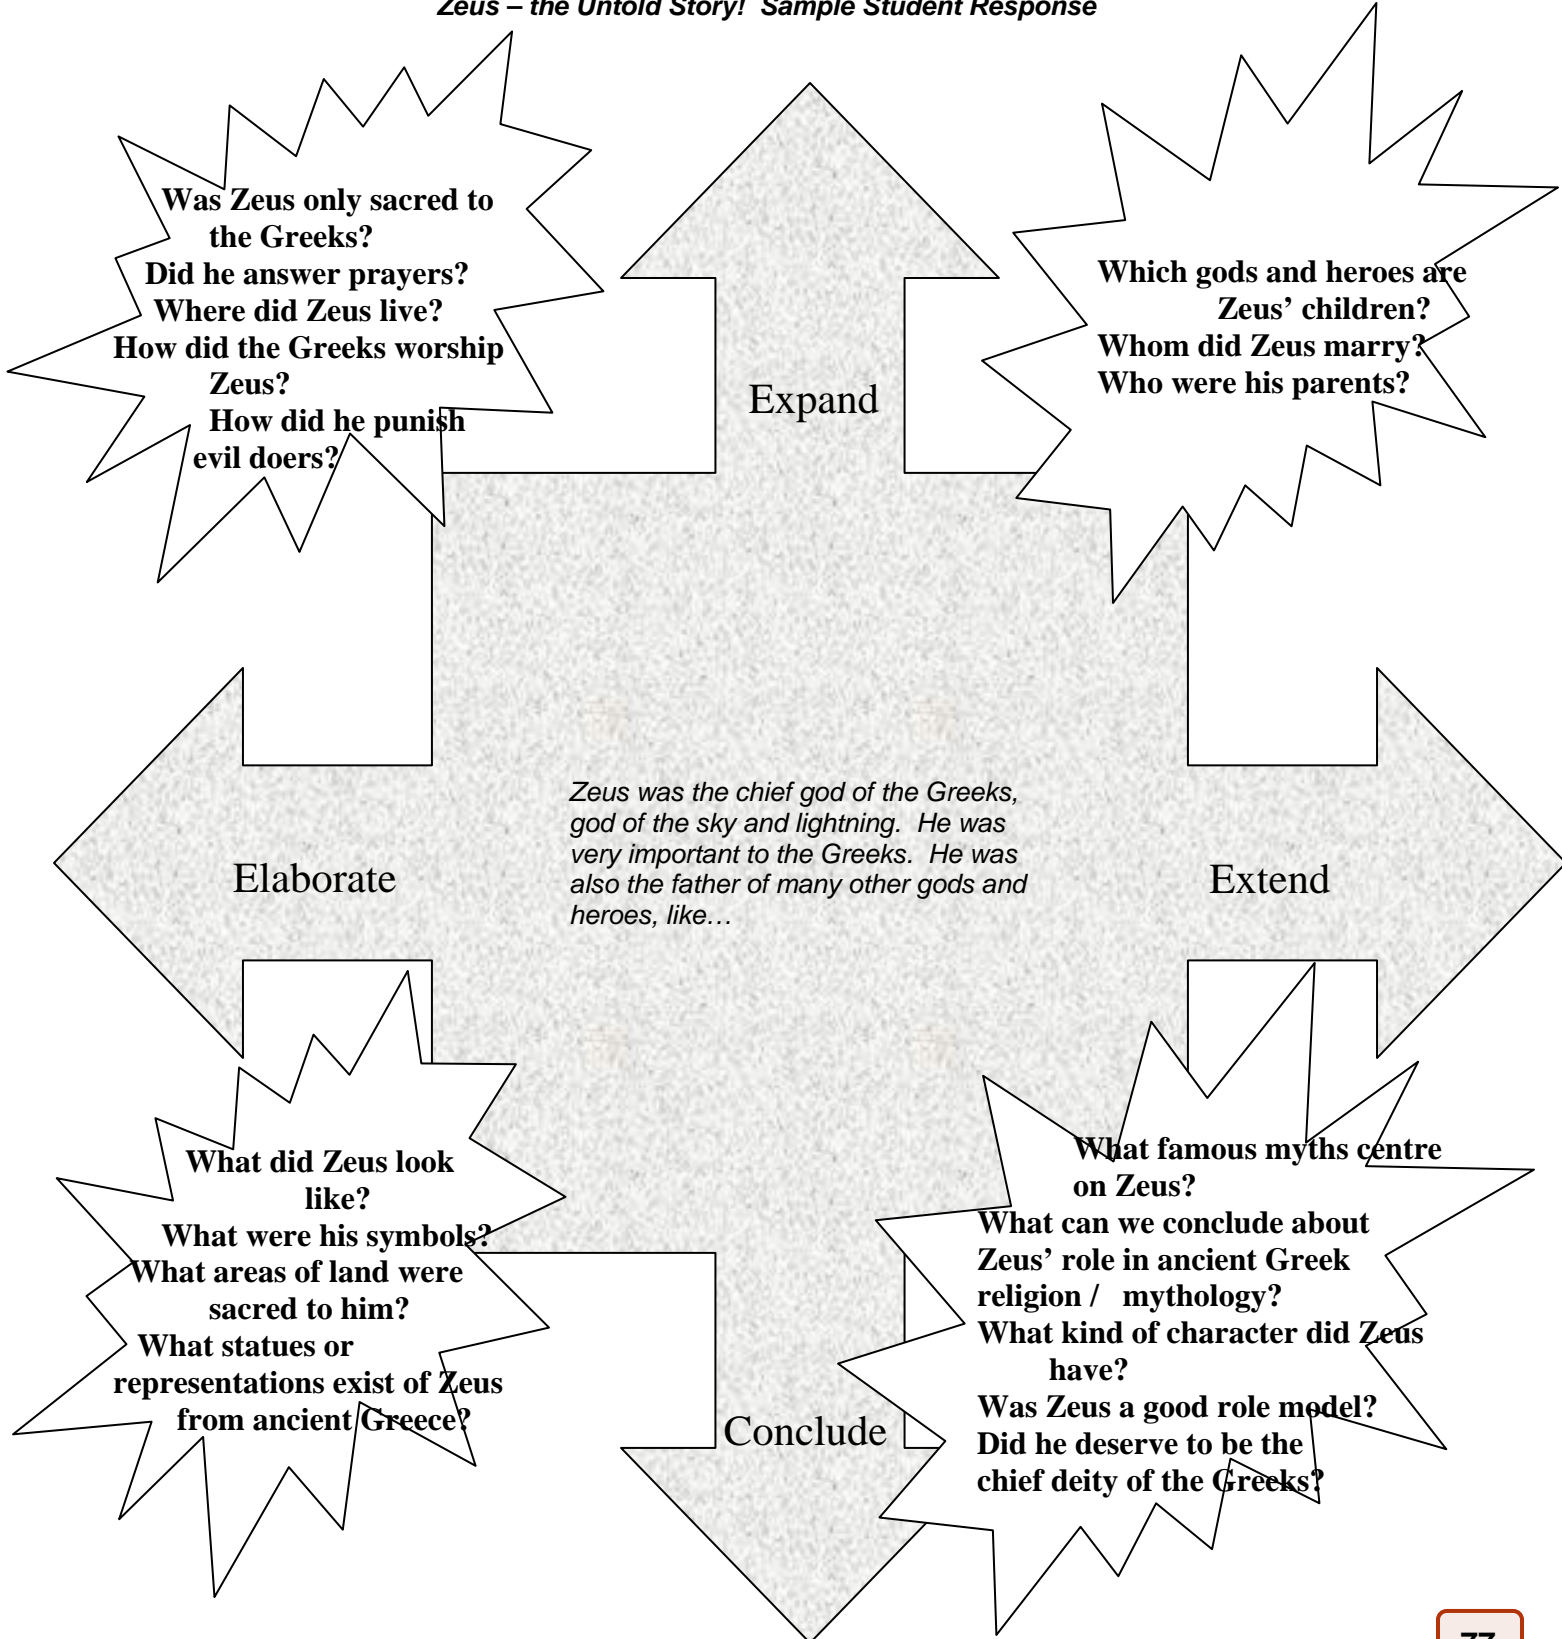 Zeus – the Untold Story! Sample Student Response
Was Zeus only sacred to
the Greeks?
Did he answer prayers?
Where did Zeus live?
How did the Greeks worship
Zeus?
How did he punish
evil doers?
Which gods and heroes are
Zeus’ children?
Whom did Zeus marry?
Who were his parents?
Expand
Zeus was the chief god of the Greeks,
god of the sky and lightning. He was
very important to the Greeks. He was
also the father of many other gods and
heroes, like…
Elaborate
Extend
What did Zeus look
like?
What were his symbols?
What areas of land were
sacred to him?
What statues or
representations exist of Zeus
from ancient Greece?
What famous myths centre
on Zeus?
What can we conclude about
Zeus’ role in ancient Greek
religion / mythology?
What kind of character did Zeus
have?
Was Zeus a good role model?
Did he deserve to be the
chief deity of the Greeks?
Conclude